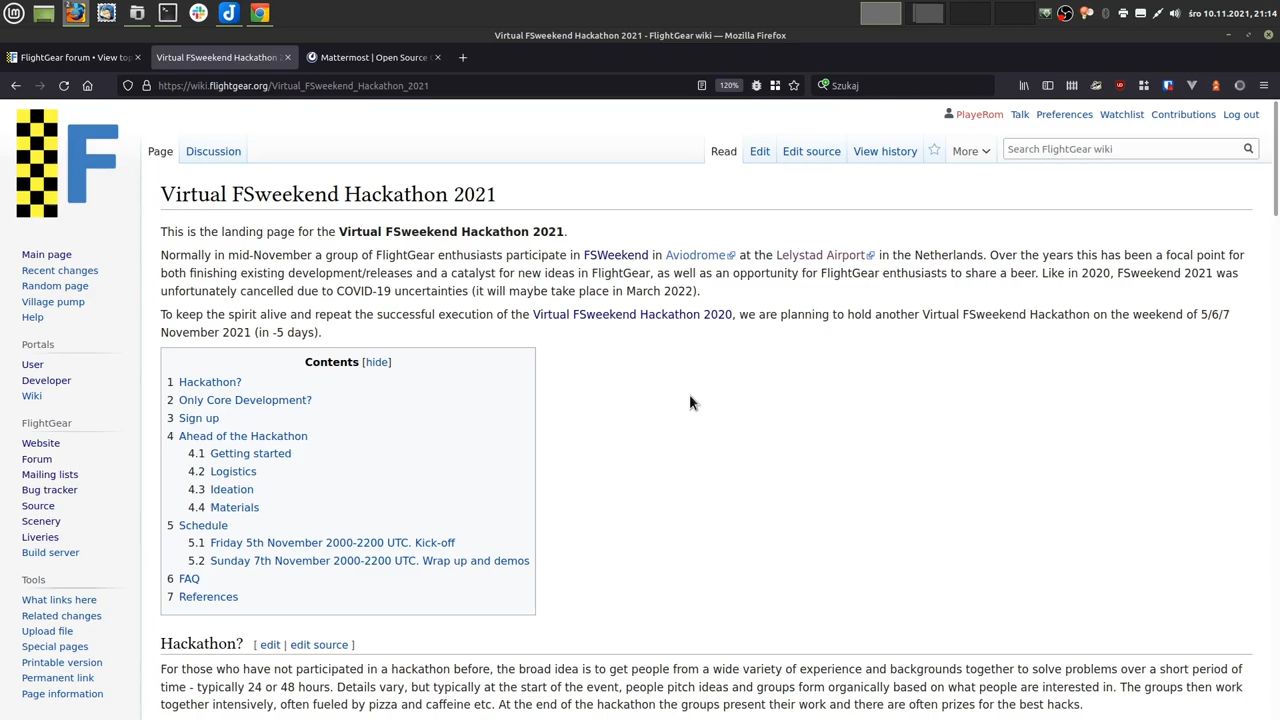 śro 10.11.2021, 21:14
Virtual FSweekend Hackathon 2021 - FlightGear wiki — Mozilla Firefox
FlightGear forum • View top
Virtual FSweekend Hackathon 2
Mattermost | Open Source C
https://wiki.flightgear.org/Virtual_FSweekend_Hackathon_2021
120%
Szukaj
PlayeRom Talk Preferences Watchlist Contributions Log out
Page Discussion Read Edit Edit source View history More Search FlightGear wiki
F
Virtual FSweekend Hackathon 2021
This is the landing page for the Virtual FSweekend Hackathon 2021.
Normally in mid-November a group of FlightGear enthusiasts participate in FSWeekend in Aviodrome at the Lelystad Airport in the Netherlands. Over the years this has been a focal point for
both finishing existing development/releases and a catalyst for new ideas in FlightGear, as well as an opportunity for FlightGear enthusiasts to share a beer. Like in 2020, FSweekend 2021 was
unfortunately cancelled due to COVID-19 uncertainties (it will maybe take place in March 2022).
To keep the spirit alive and repeat the successful execution of the Virtual FSweekend Hackathon 2020, we are planning to hold another Virtual FSweekend Hackathon on the weekend of 5/6/7
November 2021 (in -5 days).
Contents [hide]
1 Hackathon?
2 Only Core Development?
3 Sign up
4 Ahead of the Hackathon
4.1 Getting started
4.2 Logistics
4.3 Ideation
4.4 Materials
5 Schedule
5.1 Friday 5th November 2000-2200 UTC. Kick-off
5.2 Sunday 7th November 2000-2200 UTC. Wrap up and demos
6 FAQ
7 References
Hackathon? [ edit | edit source ]
For those who have not participated in a hackathon before, the broad idea is to get people from a wide variety of experience and backgrounds together to solve problems over a short period of
time - typically 24 or 48 hours. Details vary, but typically at the start of the event, people pitch ideas and groups form organically based on what people are interested in. The groups then work
together intensively, often fueled by pizza and caffeine etc. At the end of the hackathon the groups present their work and there are often prizes for the best hacks.
Main page
Recent changes
Random page
Village pump
Help
Portals
User
Developer
Wiki
FlightGear
Website
Forum
Mailing lists
Bug tracker
Source
Scenery
Liveries
Build server
Tools
What links here
Related changes
Upload file
Special pages
Printable version
Permanent link
Page information